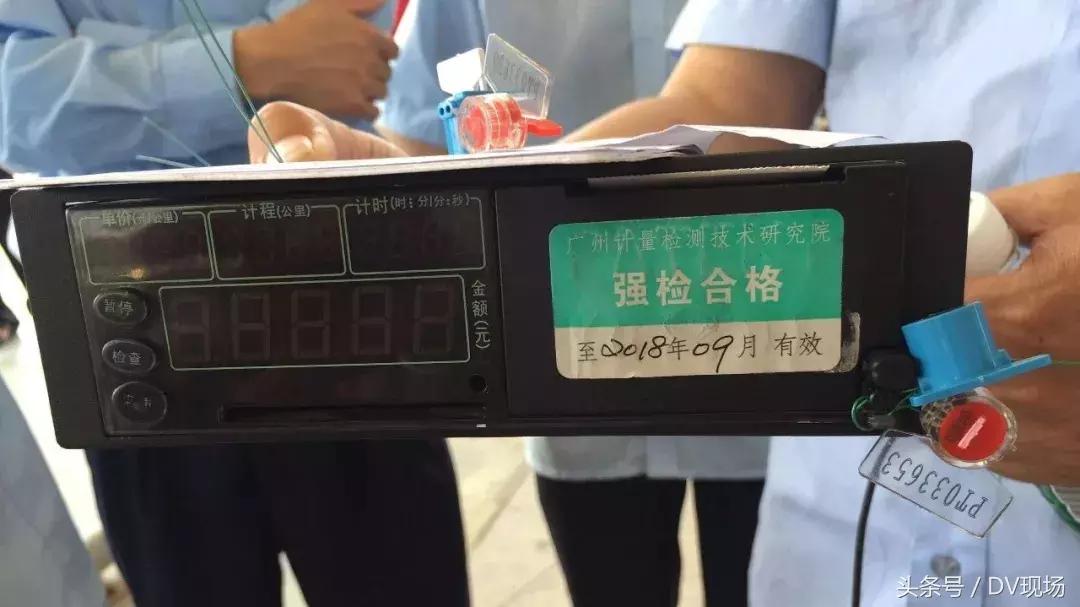 单价(元/公里)
计程(公里)
计时(时:分/分:秒)
暂停
检查
金额(元)
广州计量检测技术研究院
强检合格
至2018年09月 有效
PT033653
头条号 / DV现场